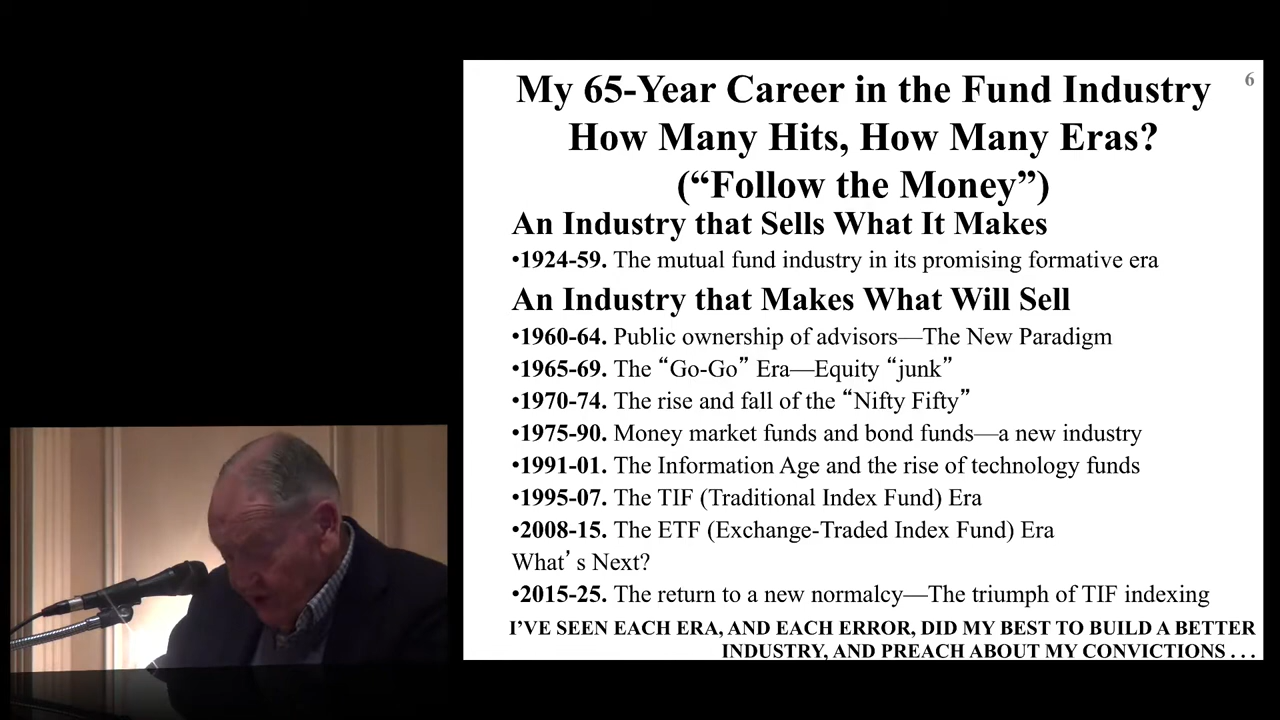 6
My 65-Year Career in the Fund Industry
How Many Hits, How Many Eras?
(“Follow the Money”)
An Industry that Sells What It Makes
•1924-59. The mutual fund industry in its promising formative era
An Industry that Makes What Will Sell
•1960-64. Public ownership of advisors—The New Paradigm
•1965-69. The “Go-Go” Era—Equity “junk”
•1970-74. The rise and fall of the “Nifty Fifty”
•1975-90. Money market funds and bond funds—a new industry
•1991-01. The Information Age and the rise of technology funds
•1995-07. The TIF (Traditional Index Fund) Era
•2008-15. The ETF (Exchange-Traded Index Fund) Era
What’s Next?
•2015-25. The return to a new normalcy—The triumph of TIF indexing
I’VE SEEN EACH ERA, AND EACH ERROR, DID MY BEST TO BUILD A BETTER
INDUSTRY, AND PREACH ABOUT MY CONVICTIONS . . .